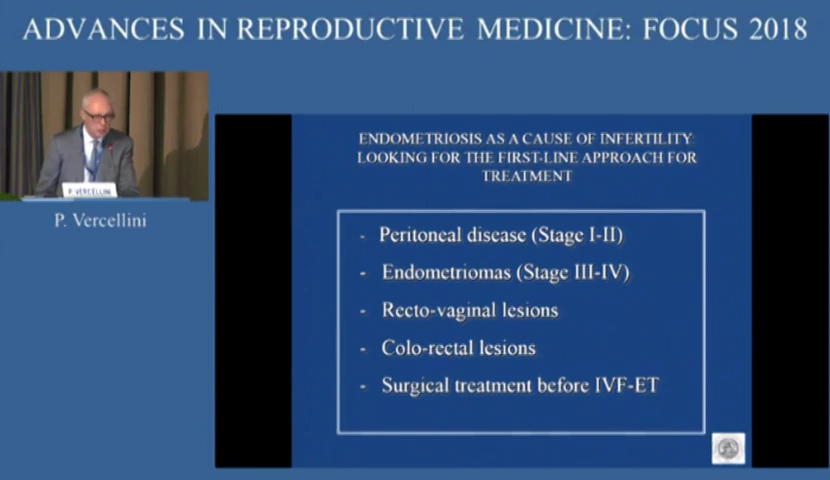 ADVANCES IN REPRODUCTIVE MEDICINE: FOCUS 2018
P. VERCELLINI
P. Vercellini
ENDOMETRIOSIS AS A CAUSE OF INFERTILITY:
LOOKING FOR THE FIRST-LINE APPROACH FOR
TREATMENT
- Peritoneal disease (Stage I-II)
- Endometriomas (Stage III-IV)
- Recto-vaginal lesions
- Colo-rectal lesions
- Surgical treatment before IVF-ET